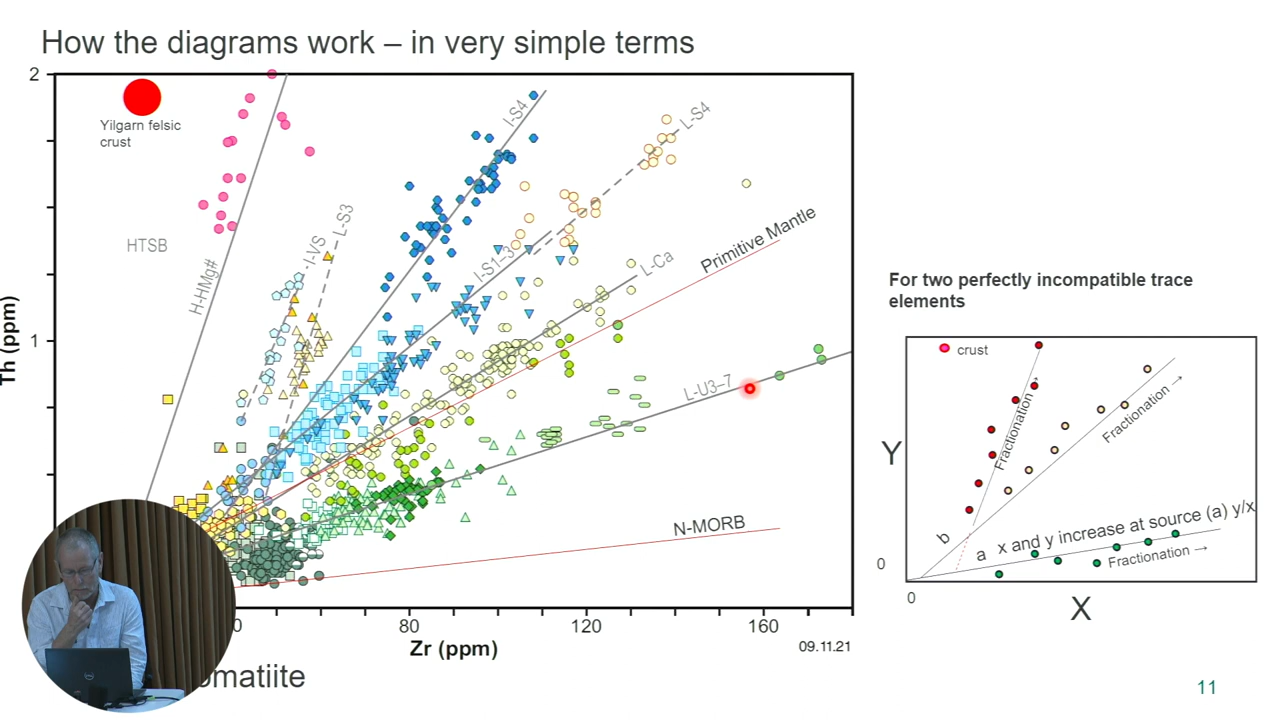 How the diagrams work – in very simple terms
2
Yilgarn felsic
crust
HTSB
H-HMg#
I-VS
L-S3
I-S4
L-S4
I-S1-3
L-Ca
Primitive Mantle
L-U3–7
N-MORB
1
Th (ppm)
80
120
160
Zr (ppm)
09.11.21
For two perfectly incompatible trace
elements
crust
Fractionation →
Fractionation →
b
a
x and y increase at source (a) y/x
Fractionation →
Y
0
0
X
11